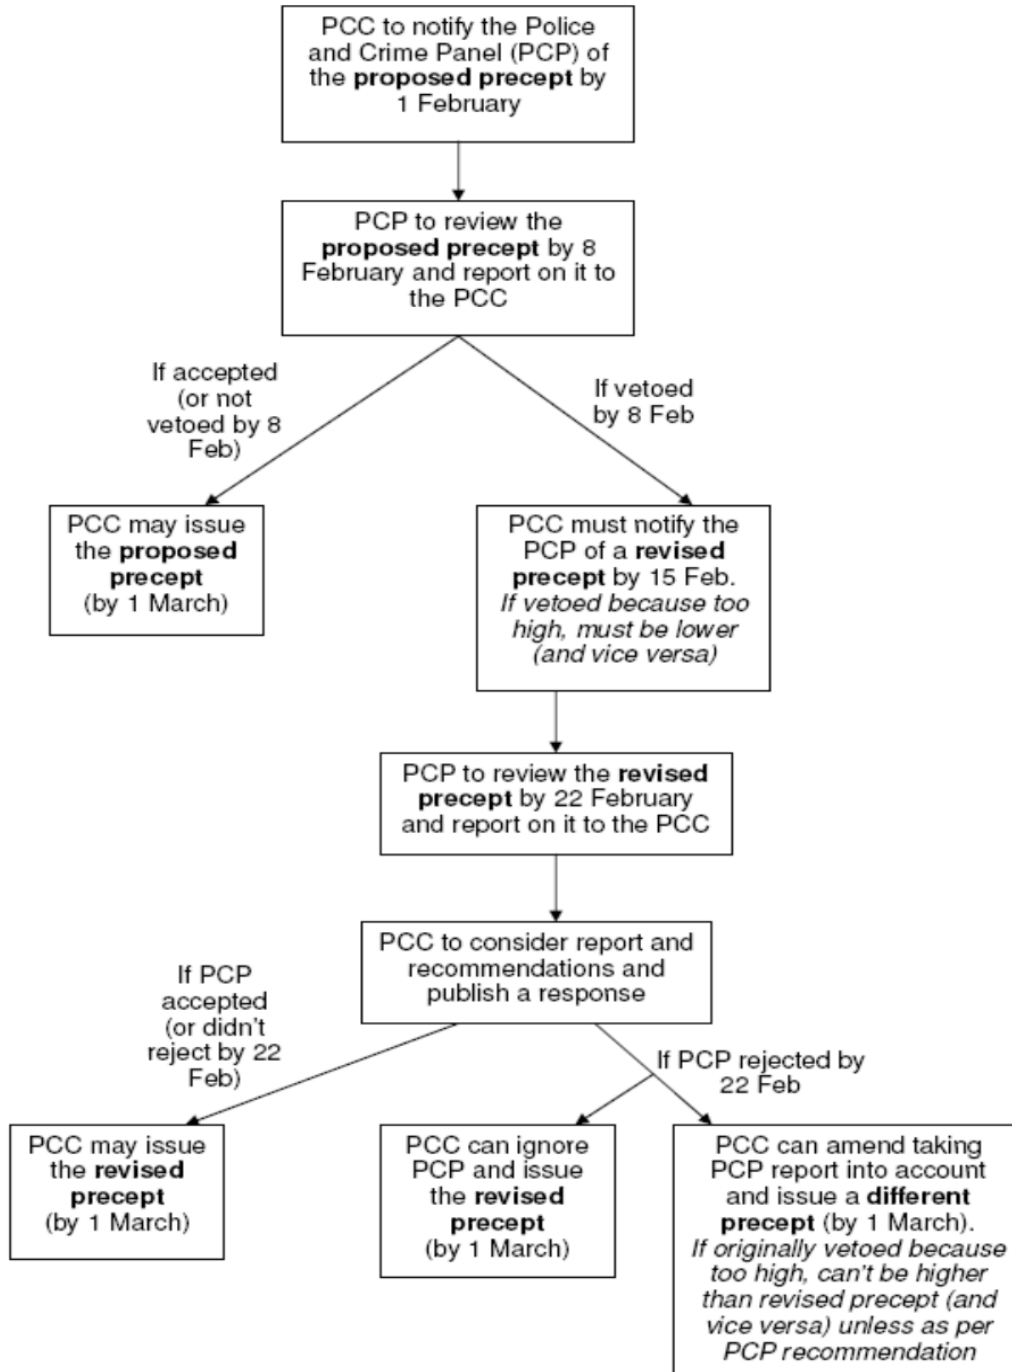 PCC to notify the Police
and Crime Panel (PCP) of
the proposed precept by
1 February
PCP to review the
proposed precept by 8
February and report on it to
the PCC
If accepted
(or not
vetoed by 8
Feb)
If vetoed
by 8 Feb
PCC may issue
the proposed
precept
(by 1 March)
PCC must notify the
PCP of a revised
precept by 15 Feb.
If vetoed because too
high, must be lower
(and vice versa)
PCP to review the revised
precept by 22 February
and report on it to the PCC
PCC to consider report and
recommendations and
publish a response
If PCP
accepted
(or didn't
reject by 22
Feb)
If PCP rejected by
22 Feb
PCC may issue
the revised
precept
(by 1 March)
PCC can ignore
PCP and issue
the revised
precept
(by 1 March)
PCC can amend taking
PCP report into account
and issue a different
precept (by 1 March).
If originally vetoed because
too high, can't be higher
than revised precept (and
vice versa) unless as per
PCP recommendation